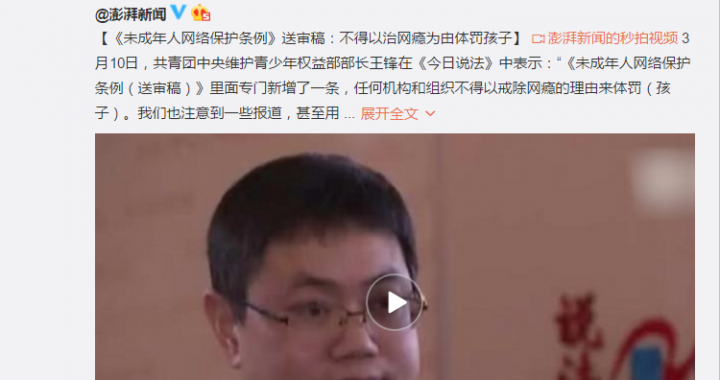 @澎湃新闻
【《未成年人网络保护条例》送审稿：不得以治网瘾为由体罚孩子】 澎湃新闻的秒拍视频 3
月10日，共青团中央维护青少年权益部部长王锋在《今日说法》中表示：“《未成年人网络保护
条例（送审稿）》里面专门新增了一条，任何机构和组织不得以戒除网瘾的理由来体罚（孩
子）。我们也注意到一些报道，甚至用 ... 展开全文
说法